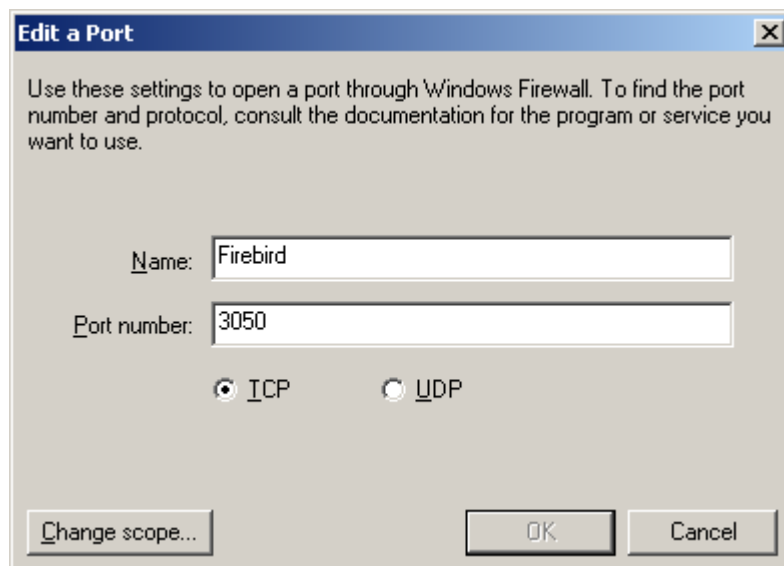 Edit a Port
Use these settings to open a port through Windows Firewall. To find the port
number and protocol, consult the documentation for the program or service you
want to use.
Name: Firebird
Port number: 3050
TCP UDP
Change scope... OK Cancel